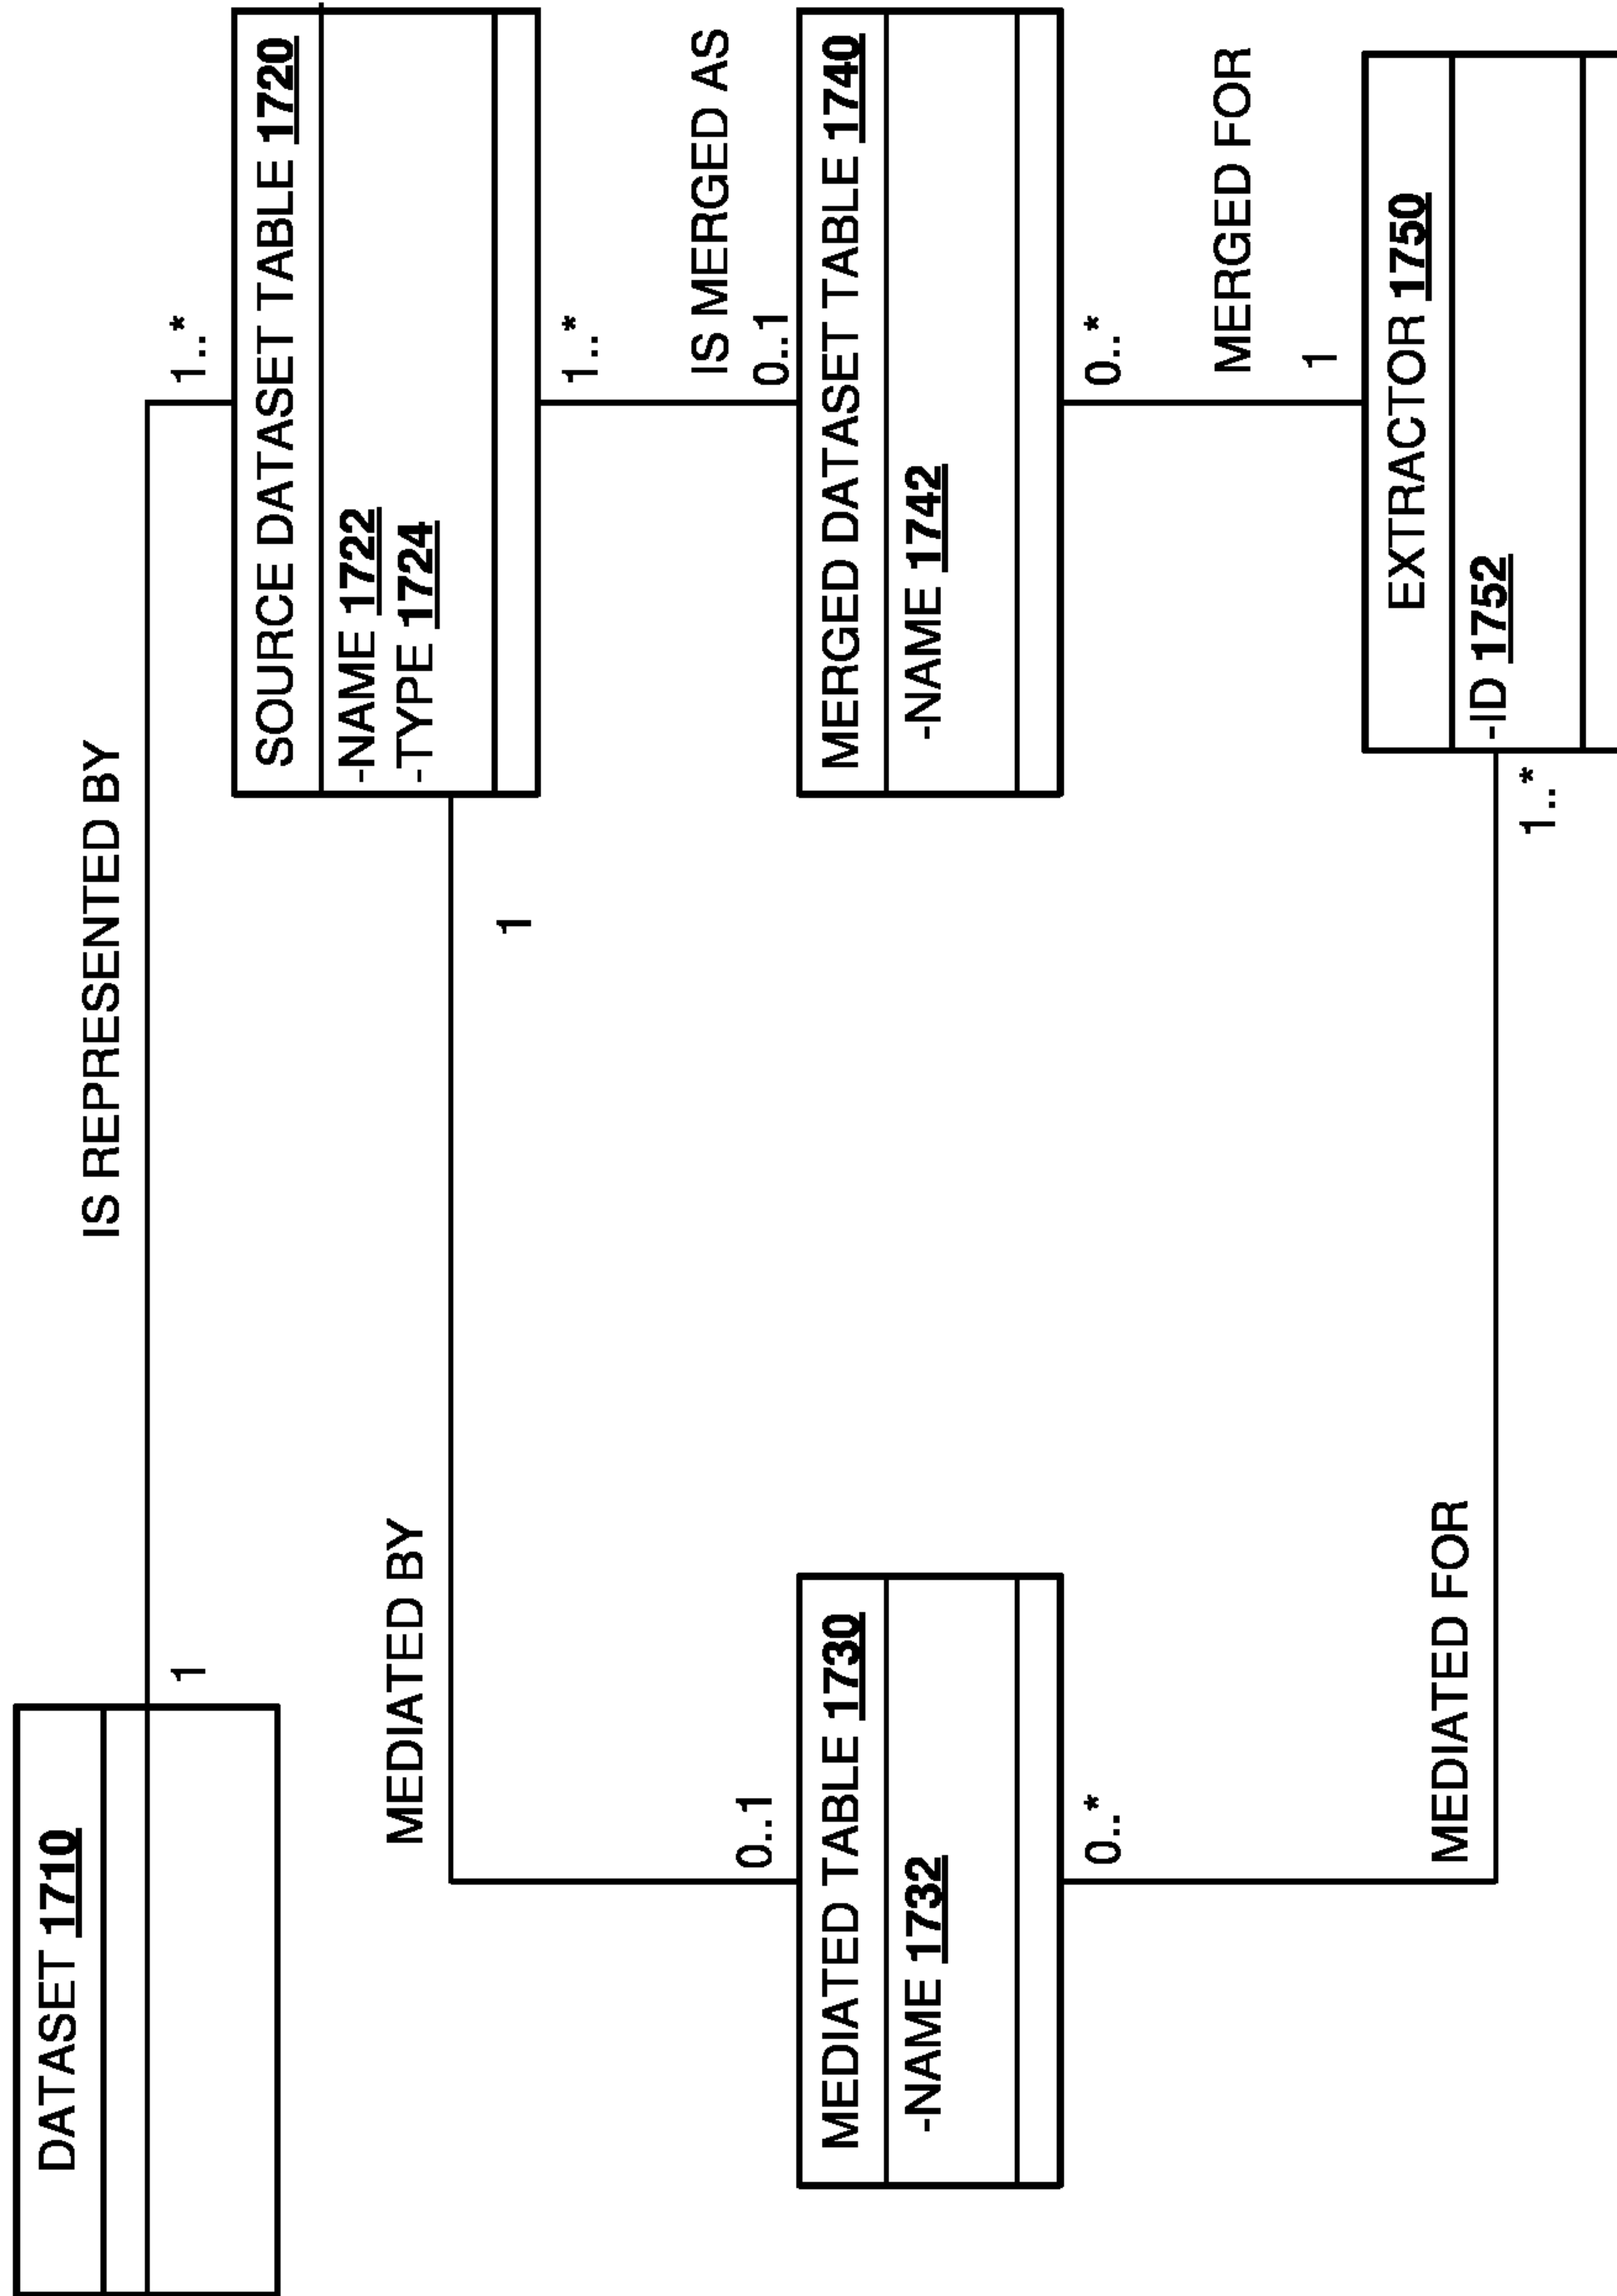 DATASET 1710
1
IS REPRESENTED BY
1..*
SOURCE DATASET TABLE 1720
-NAME 1722
-TYPE 1724
MEDIATED BY
1
0..1
1..*
IS MERGED AS
0..1
MEDIATED TABLE 1730
-NAME 1732
MERGED DATASET TABLE 1740
-NAME 1742
0..*
0..*
MERGED FOR
1
EXTRACTOR 1750
-ID 1752
MEDIATED FOR
1..*